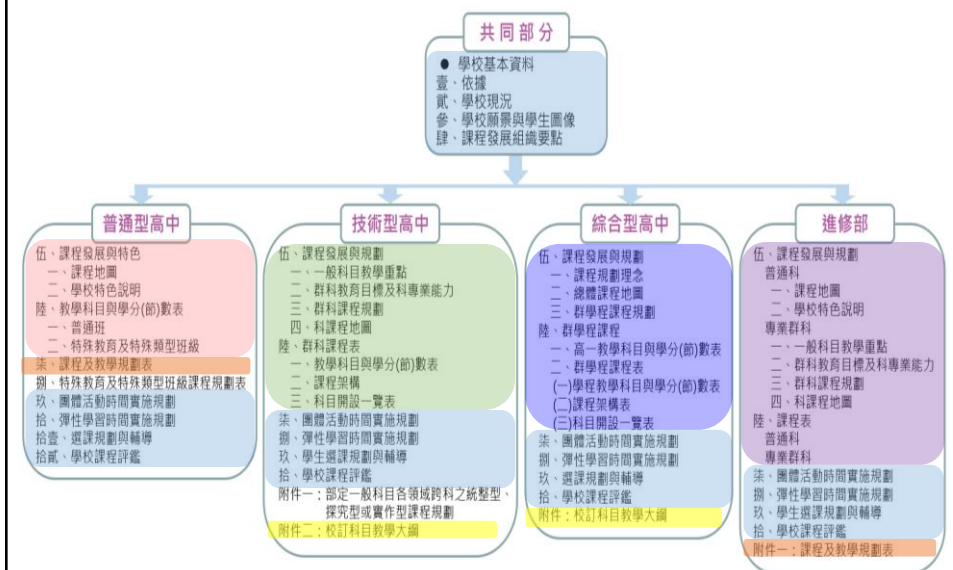 共同部分
● 學校基本資料
壹、依據
貳、學校現況
參、學校願景與學生圖像
肆、課程發展組織要點
普通型高中
伍、課程發展與特色
一、課程地圖
二、學校特色說明
陸、教學科目與學分(節)數表
一、普通班
二、特殊教育及特殊類型班級
柒、課程及教學規劃表
捌、特殊教育及特殊類型班級課程規劃表
玖、團體活動時間實施規劃
拾、彈性學習時間實施規劃
拾壹、選課規劃與輔導
拾貳、學校課程評鑑
技術型高中
伍、課程發展與規劃
一、一般科目教學重點
二、群科教育目標及科專業能力
三、群科課程規劃
四、科課程地圖
陸、群科課程表
一、教學科目與學分(節)數表
二、課程架構
三、科目開設一覽表
柒、團體活動時間實施規劃
捌、彈性學習時間實施規劃
玖、學生選課規劃與輔導
拾、學校課程評鑑
附件一：部定一般科目各領域跨科之統整型、
探究型或實作型課程規劃
附件二：校訂科目教學大綱
綜合型高中
伍、課程發展與規劃
一、課程規劃理念
二、總體課程地圖
三、群學程課程規劃
陸、群學程課程
一、高一教學科目與學分(節)數表
二、群學程課程表
(一)學程教學科目與學分(節)數表
(二)課程架構表
(三)科目開設一覽表
柒、團體活動時間實施規劃
捌、彈性學習時間實施規劃
玖、選課規劃與輔導
拾、學校課程評鑑
附件：校訂科目教學大綱
進修部
伍、課程發展與規劃
普通科
一、課程地圖
二、學校特色說明
專業群科
一、一般科目教學重點
二、群科教育目標及科專業能力
三、群科課程規劃
四、科課程地圖
陸、課程表
普通科
專業群科
柒、團體活動時間實施規劃
捌、彈性學習時間實施規劃
玖、學生選課規劃與輔導
拾、學校課程評鑑
附件一：課程及教學規劃表